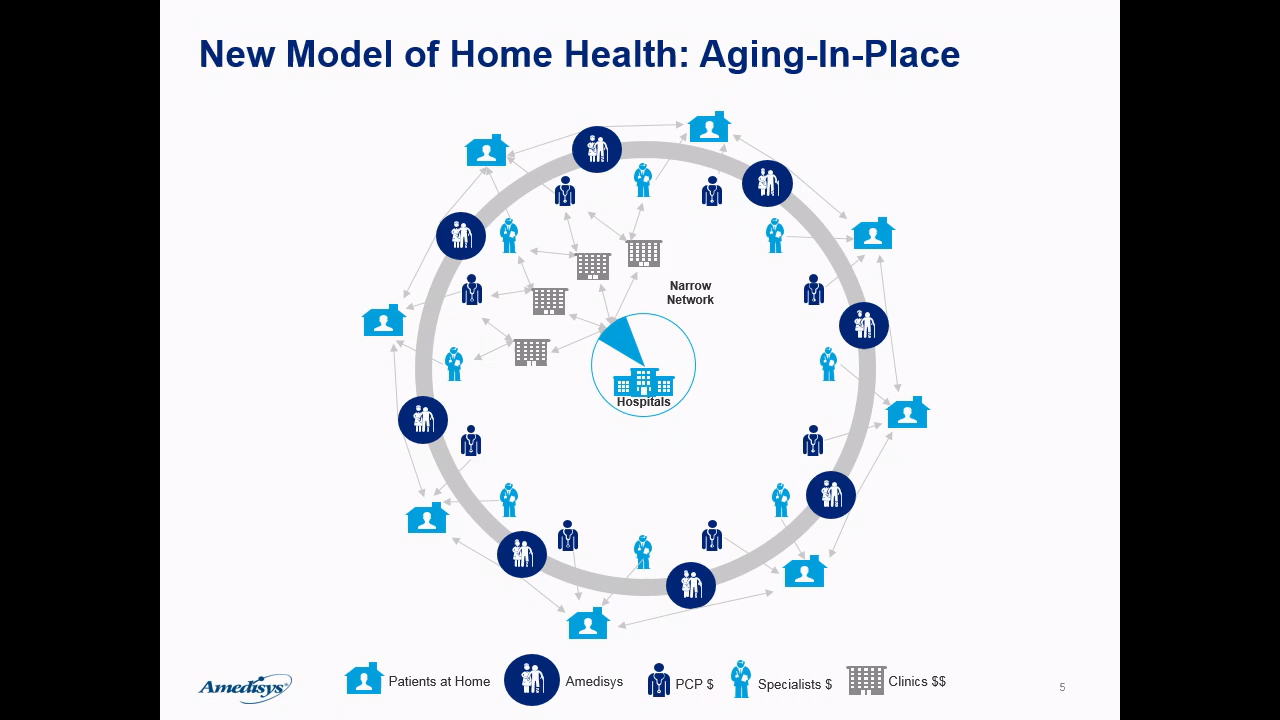 New Model of Home Health: Aging-In-Place
Narrow
Network
Hospitals
Amedisys
Patients at Home
Amedisys
PCP $
Specialists $
Clinics $$
5